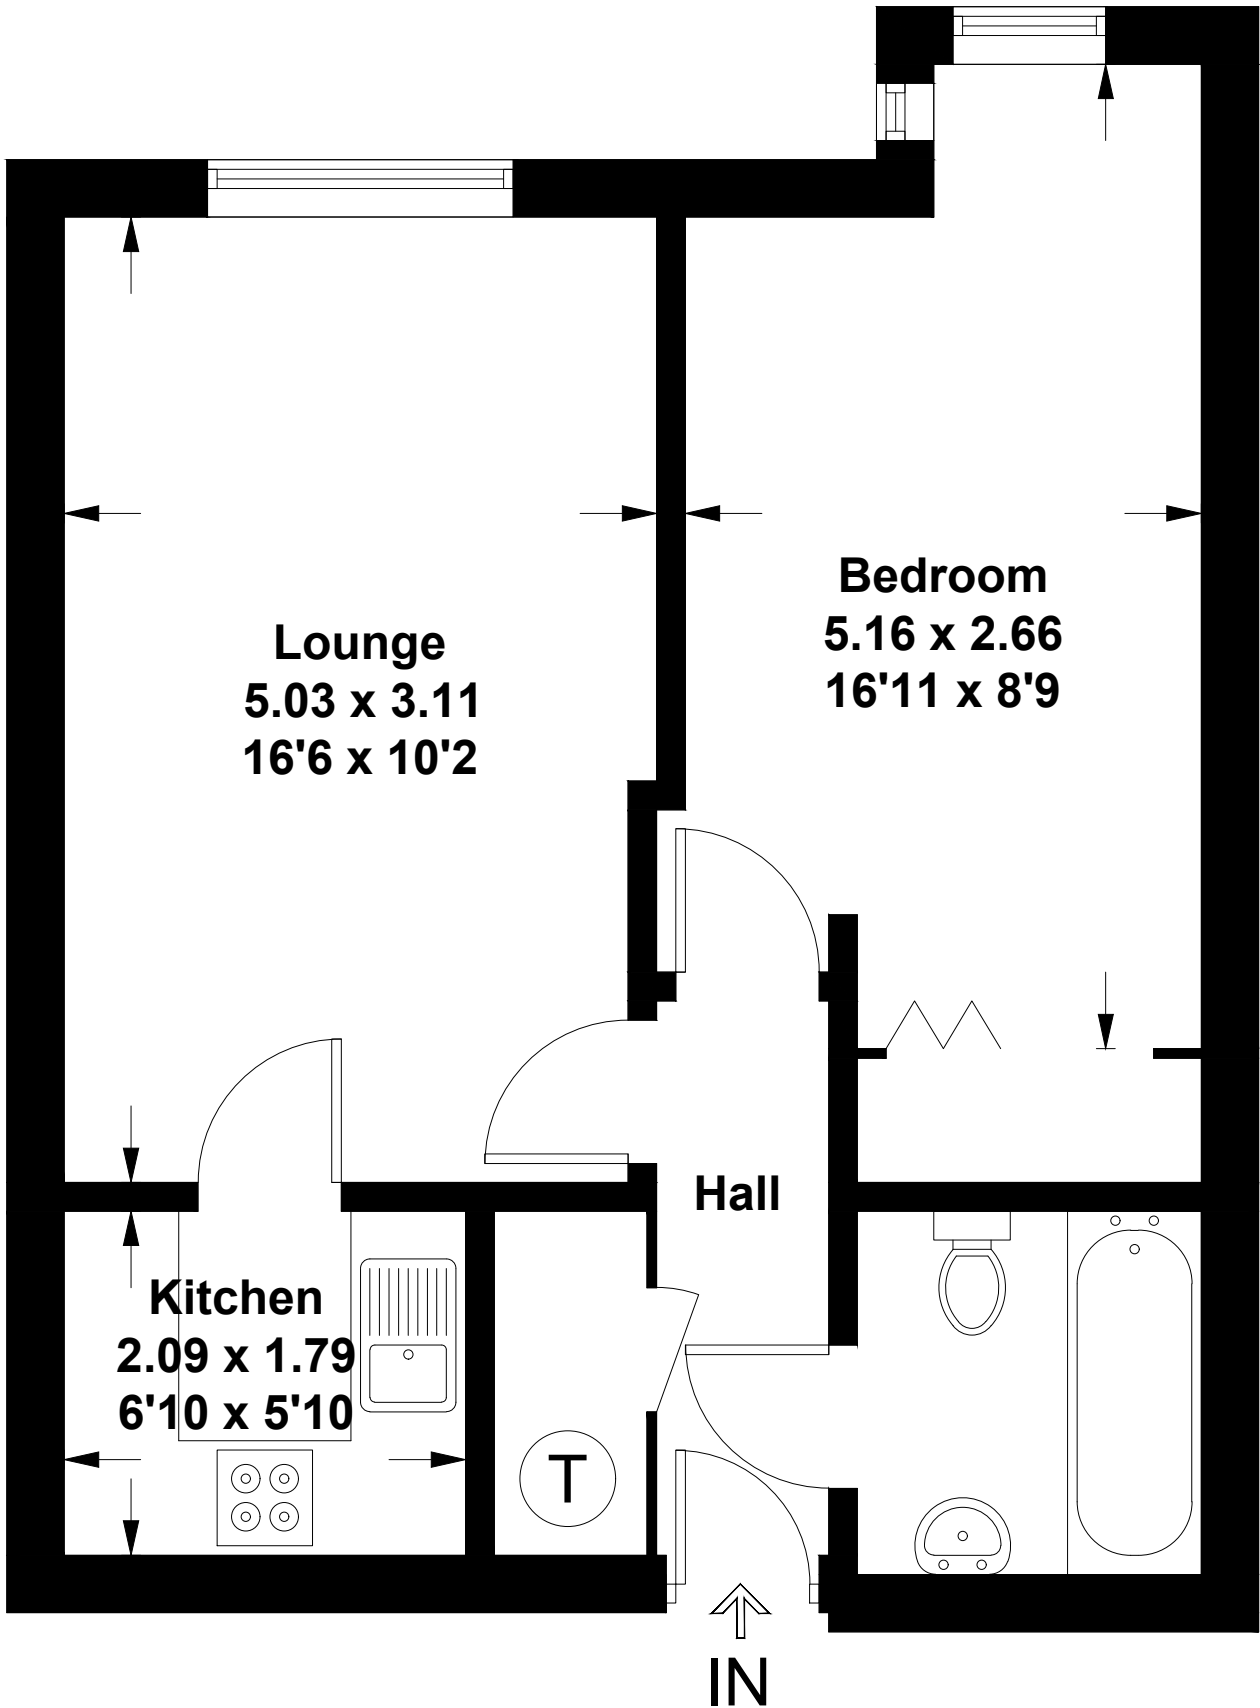 Bedroom
5.16 x 2.66
16'11 x 8'9
Lounge
5.03 x 3.11
16'6 x 10'2
Hall
Kitchen
2.09 x 1.79
6'10 x 5'10
T
IN